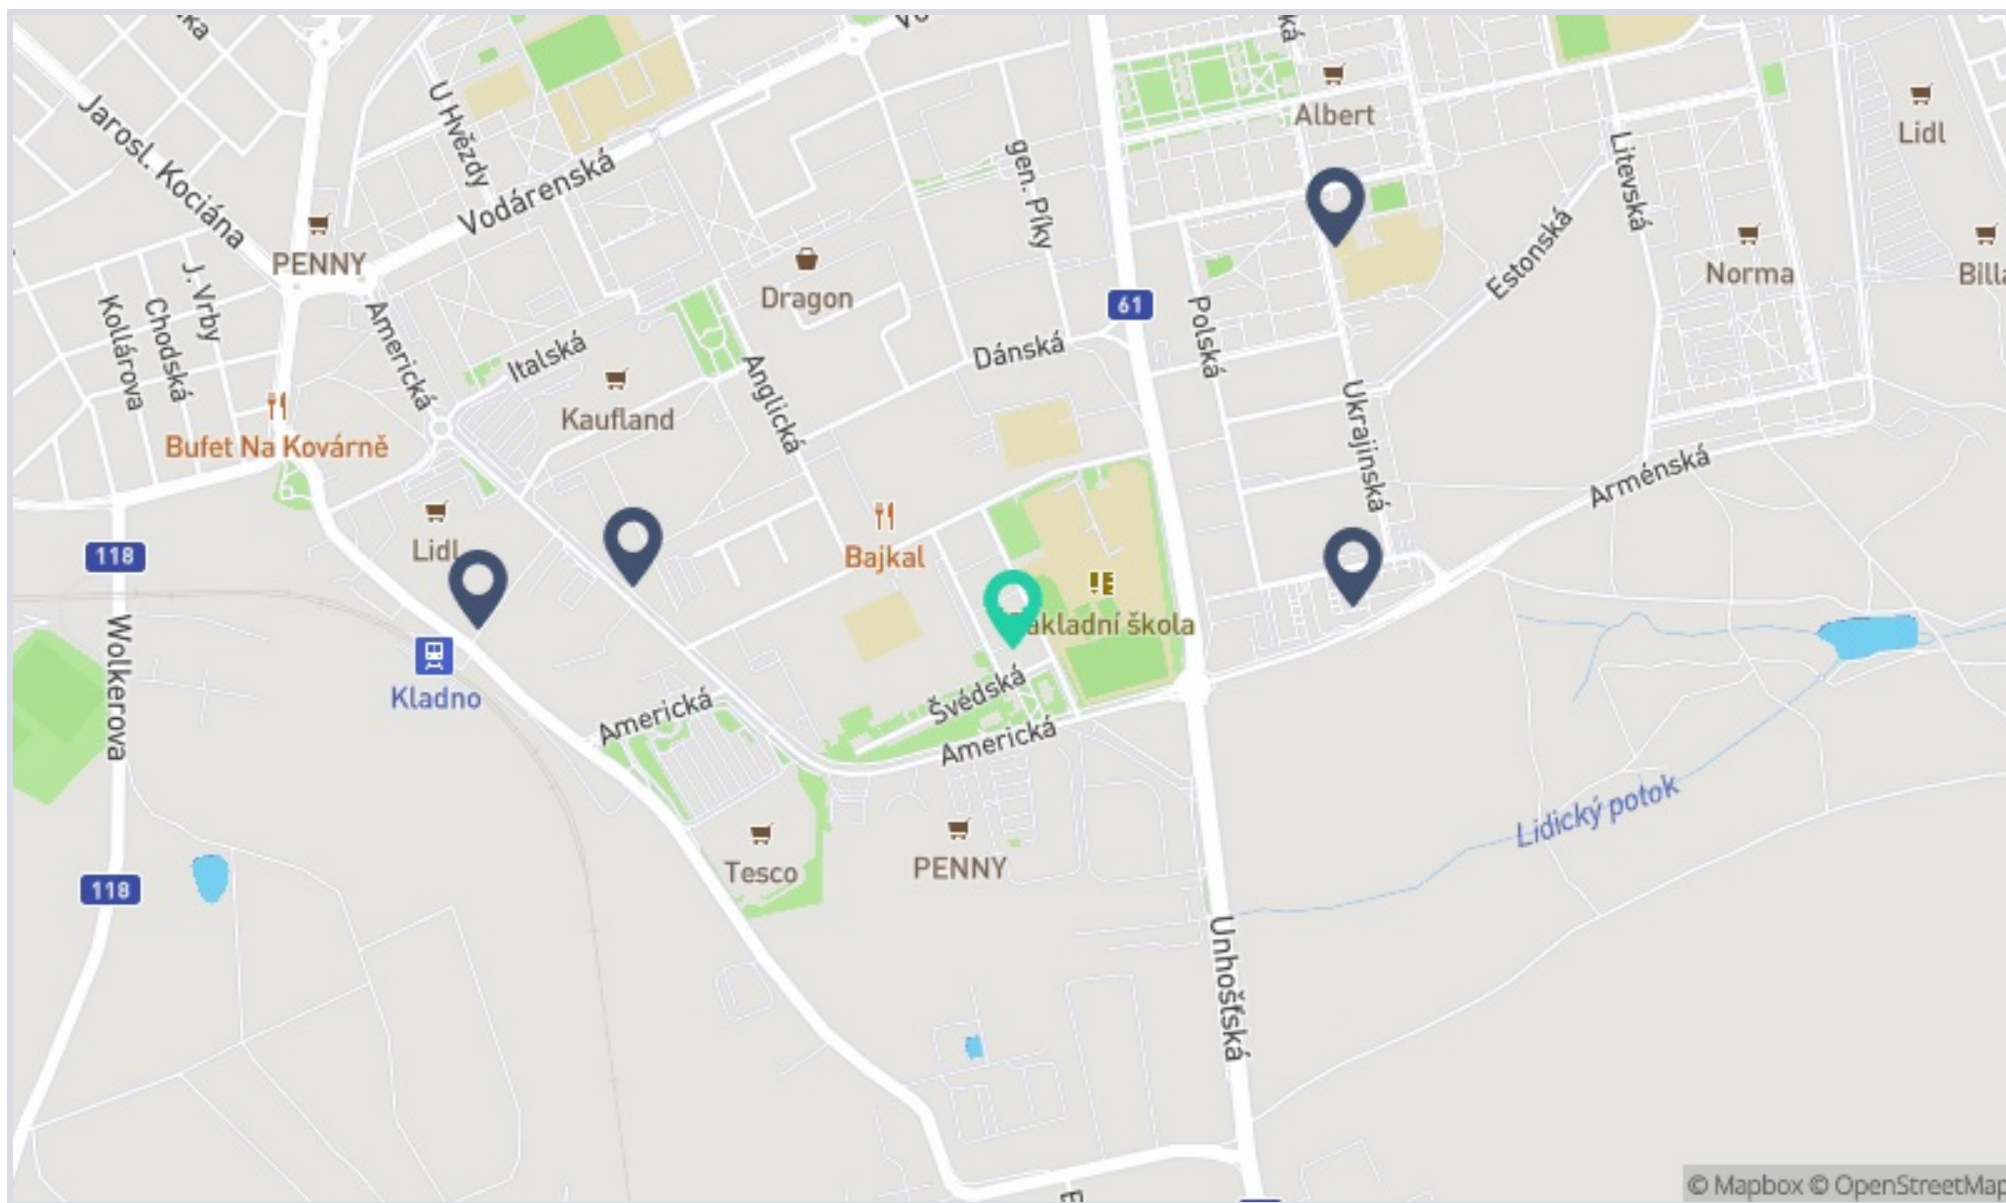 Jarosl. Kociána
U Hvězdy
Vodárenská
PENNY
Kolárova
Chodská
J. Vrby
Americká
Italská
Kaufland
Bufet Na Kovárně
Dragon
Anglická
gen. Píky
Dánská
61
Polská
Albert
Litevská
Estonská
Lidl
Norma
Billa
Ukrajinská
Arménská
Lidl
Bajkal
118
Wolkerova
Kladno
Základní škola
Švédská
Americká
Americká
Tesco
PENNY
118
Lidický potok
Unhošťská
© Mapbox © OpenStreetMap